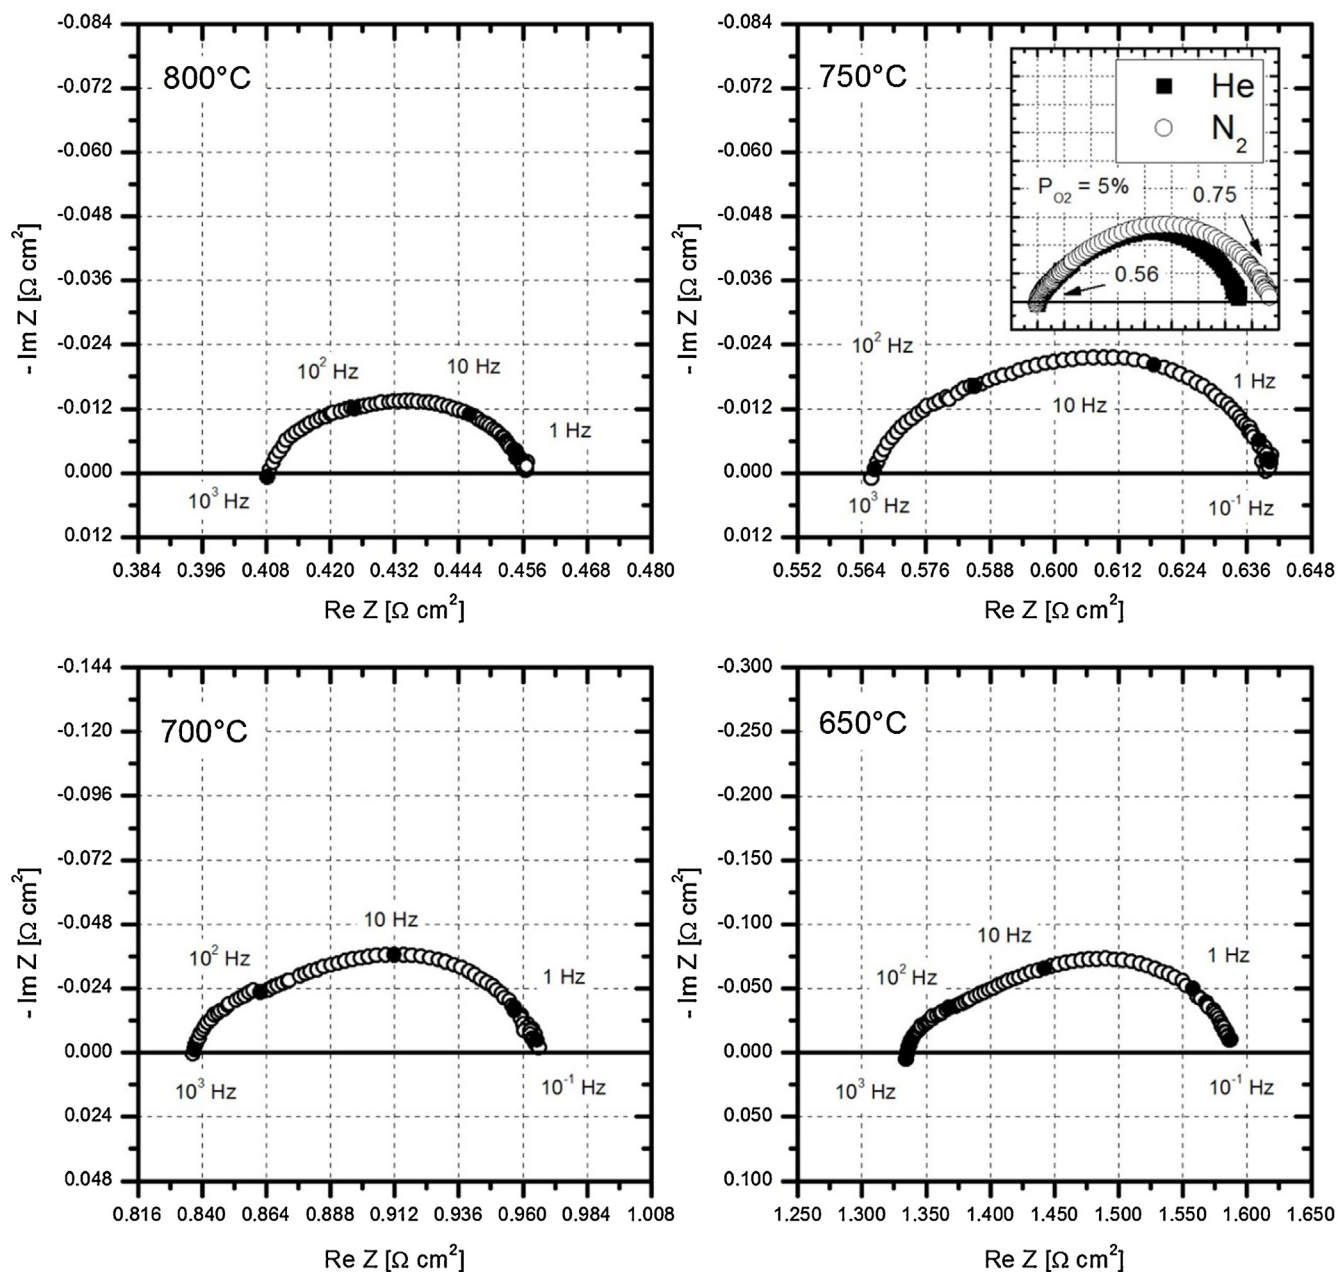 800°C
-0.084
-0.072
-0.060
-0.048
-0.036
-0.024
-0.012
0.000
0.012
- Im Z [Ω cm²]
10² Hz
10 Hz
1 Hz
10³ Hz
0.384 0.396 0.408 0.420 0.432 0.444 0.456 0.468 0.480
Re Z [Ω cm²]
750°C
-0.084
-0.072
-0.060
-0.048
-0.036
-0.024
-0.012
0.000
0.012
- Im Z [Ω cm²]
He
N₂
P_O2 = 5%
0.75
0.56
10² Hz
1 Hz
10 Hz
10³ Hz
10⁻¹ Hz
0.552 0.564 0.576 0.588 0.600 0.612 0.624 0.636 0.648
Re Z [Ω cm²]
700°C
-0.144
-0.120
-0.096
-0.072
-0.048
-0.024
0.000
0.024
0.048
- Im Z [Ω cm²]
10 Hz
10² Hz
1 Hz
10³ Hz
10⁻¹ Hz
0.816 0.840 0.864 0.888 0.912 0.936 0.960 0.984 1.008
Re Z [Ω cm²]
650°C
-0.300
-0.250
-0.200
-0.150
-0.100
-0.050
0.000
0.050
0.100
- Im Z [Ω cm²]
10 Hz
1 Hz
10² Hz
10³ Hz
10⁻¹ Hz
1.250 1.300 1.350 1.400 1.450 1.500 1.550 1.600 1.650
Re Z [Ω cm²]